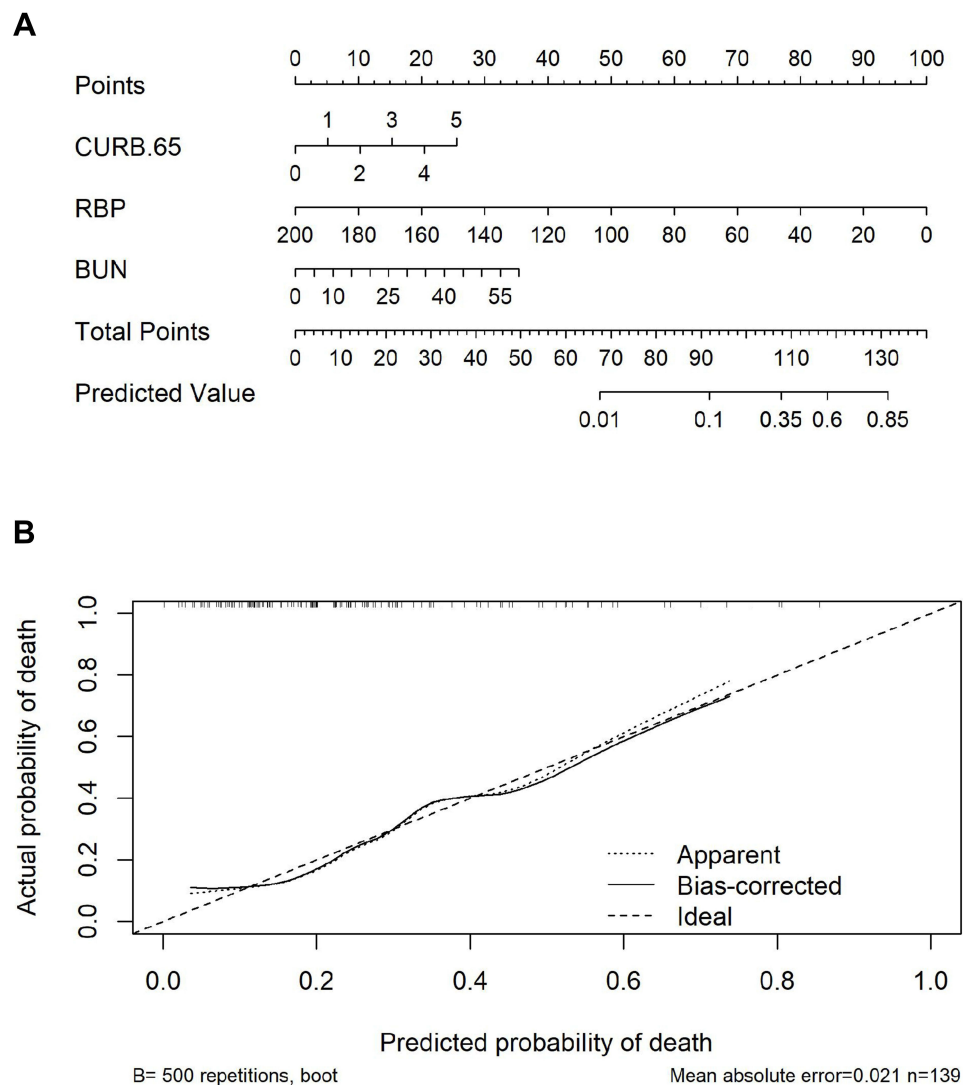 A
0 10 20 30 40 50 60 70 80 90 100
Points
1 3 5
CURB.65
0 2 4
RBP
200 180 160 140 120 100 80 60 40 20 0
BUN
0 10 25 40 55
Total Points
0 10 20 30 40 50 60 70 80 90 110 130
Predicted Value
0.01 0.1 0.35 0.6 0.85
B
Actual probability of death
1.0
0.8
0.6
0.4
0.2
0.0
Apparent
Bias-corrected
Ideal
0.0 0.2 0.4 0.6 0.8 1.0
Predicted probability of death
B= 500 repetitions, boot Mean absolute error=0.021 n=139